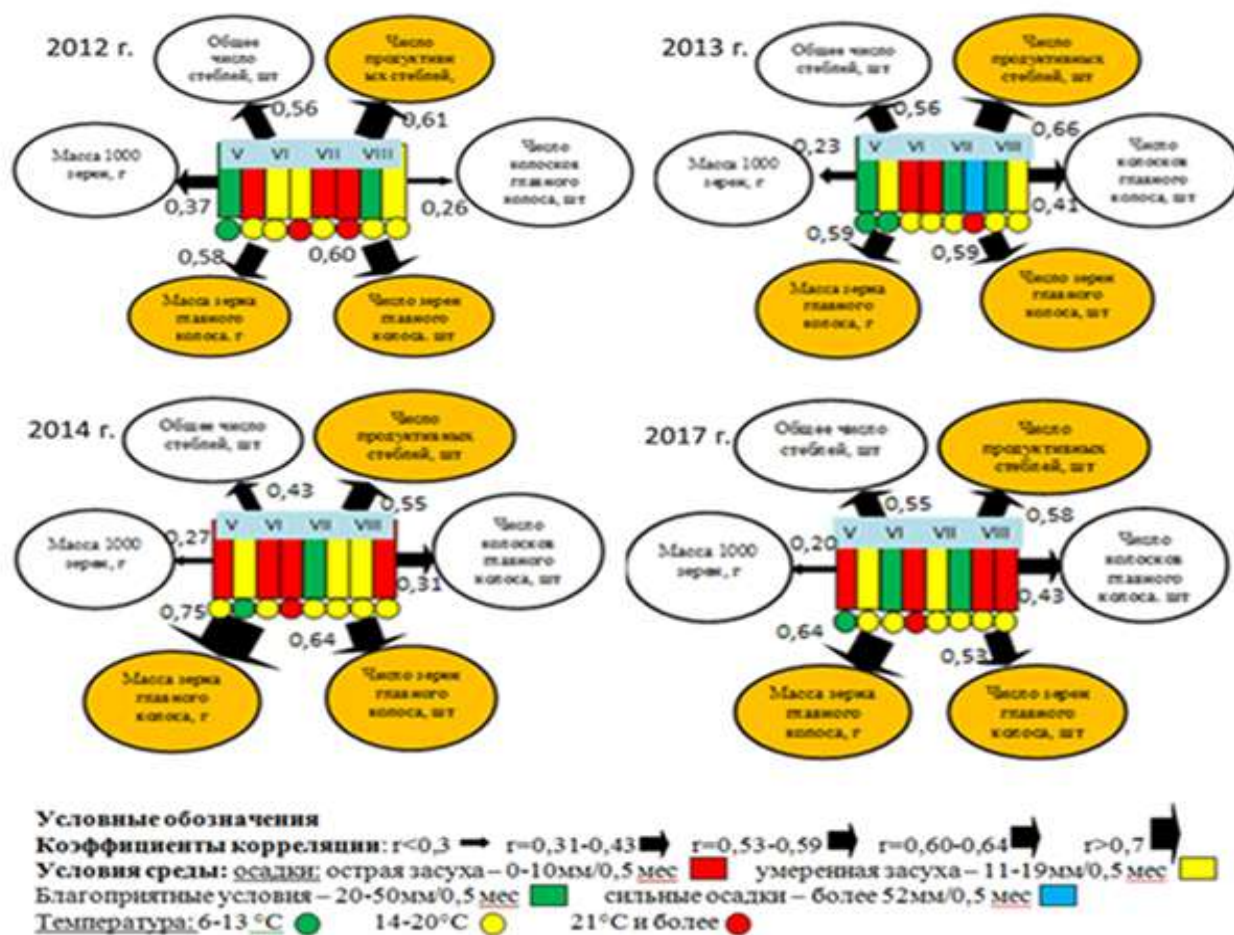 2012 г.
Общее
число
стеблей, шт
Число
продуктивн
ых стеблей,
0,56
0,61
Масса 1000
зерен, г
V VI VII VIII
Число
колосков
главного
колоса, шт
0,37
0,26
0,58
0,60
Масса зерна
главного
колоса, г
Число зерен
главного
колоса. шт
2013 г.
Общее число
стеблей, шт
Число
продуктивных
стеблей, шт
0,56
0,66
Масса 1000
зерен, г
0,23
V VI VII VIII
Число
колосков
главного
колоса, шт
0,41
0,59
0,59
Масса зерна
главного
колоса, г
Число зерен
главного
колоса, шт
2014 г.
Общее число
стеблей, шт
Число
продуктивных
стеблей, шт
0,43
0,55
Масса 1000
зерен, г
0,27
V VI VII VIII
Число
колосков
главного
колоса, шт
0,31
0,75
0,64
Масса зерна
главного
колоса, г
Число зерен
главного
колоса, шт
2017 г.
Общее число
стеблей, шт
Число
продуктивных
стеблей, шт
0,55
0,58
Масса 1000
зерен, г
0,20
V VI VII VIII
Число
колосков
главного
колоса. шт
0,43
0,64
0,53
Масса зерна
главного
колоса, г
Число зерен
главного
колоса, шт
Условные обозначения
Коэффициенты корреляции: r<0,3 r=0,31-0,43 r=0,53-0,59 r=0,60-0,64 r>0,7
Условия среды: осадки: острая засуха – 0-10мм/0,5 мес умеренная засуха – 11-19мм/0,5 мес
Благоприятные условия – 20-50мм/0,5 мес сильные осадки – более 52мм/0,5 мес
Температура: 6-13 °С 14-20°С 21°С и более